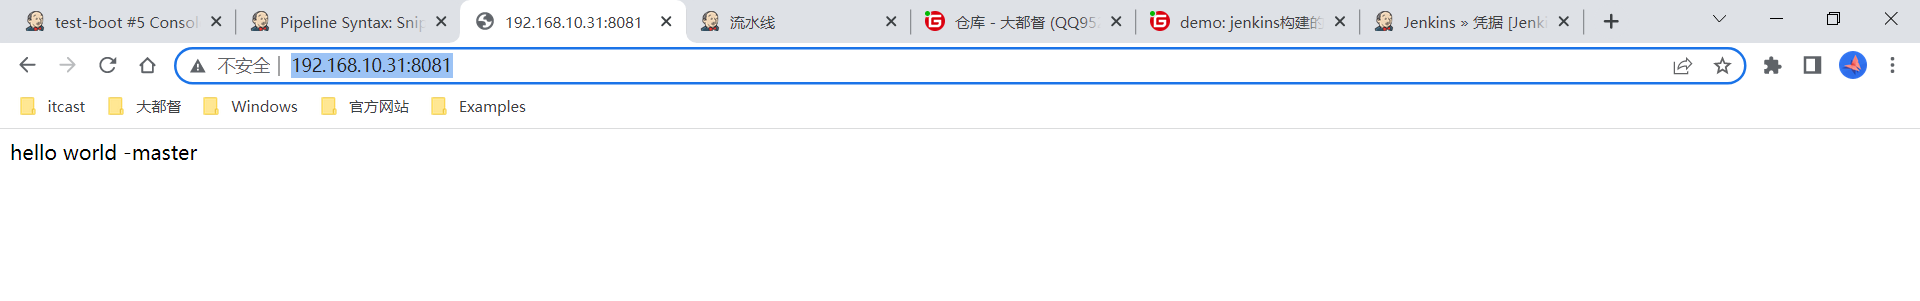 test-boot #5 Consol
Pipeline Syntax: Snip
192.168.10.31:8081
流水线
仓库 - 大都督 (QQ952
demo: jenkins构建的
Jenkins » 凭据 [Jenki
不安全 | 192.168.10.31:8081
itcast
大都督
Windows
官方网站
Examples
hello world -master